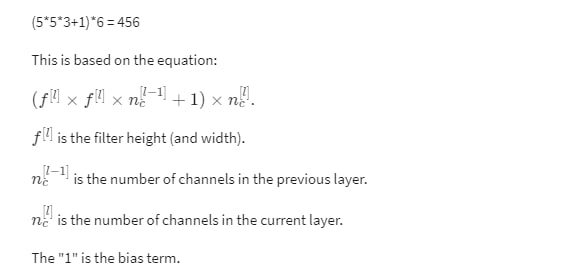 (5*5*3+1)*6 = 456
This is based on the equation:
$(f^{[l]} \times f^{[l]} \times n_c^{[l-1]} + 1) \times n_c^{[l]}$.
$f^{[l]}$ is the filter height (and width).
$n_c^{[l-1]}$ is the number of channels in the previous layer.
$n_c^{[l]}$ is the number of channels in the current layer.
The "1" is the bias term.